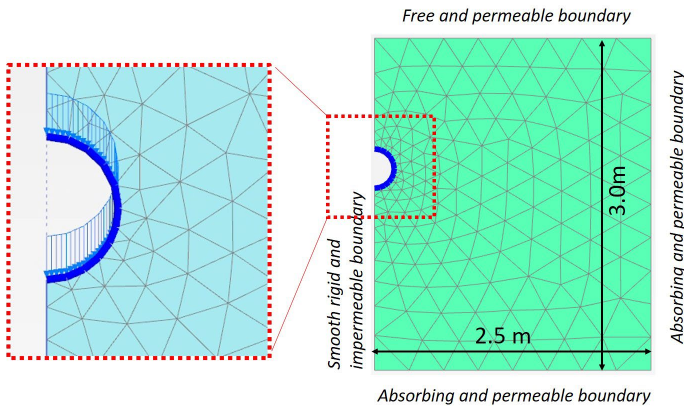 Free and permeable boundary
Smooth rigid and
impermeable boundary
3.0m
2.5 m
Absorbing and permeable boundary
Absorbing and permeable boundary